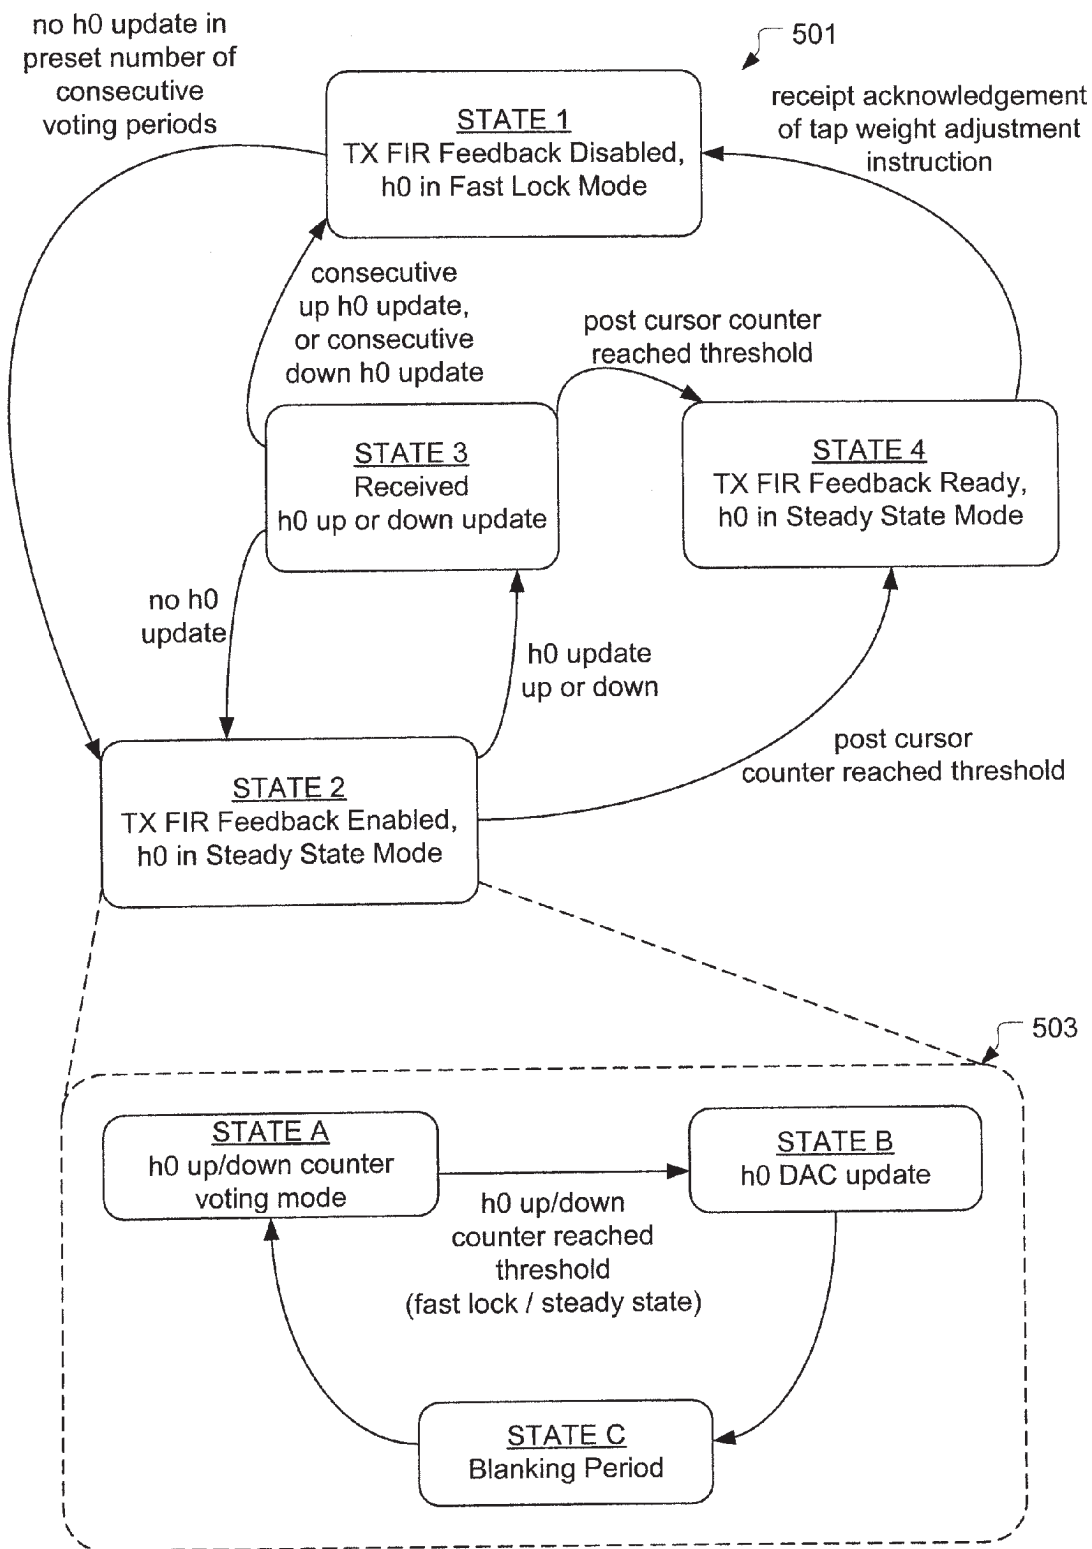 no h0 update in
preset number of
consecutive
voting periods
501
receipt acknowledgement
of tap weight adjustment
instruction
STATE 1
TX FIR Feedback Disabled,
h0 in Fast Lock Mode
consecutive
up h0 update,
or consecutive
down h0 update
post cursor counter
reached threshold
STATE 3
Received
h0 up or down update
STATE 4
TX FIR Feedback Ready,
h0 in Steady State Mode
no h0
update
h0 update
up or down
post cursor
counter reached threshold
STATE 2
TX FIR Feedback Enabled,
h0 in Steady State Mode
503
STATE A
h0 up/down counter
voting mode
STATE B
h0 DAC update
h0 up/down
counter reached
threshold
(fast lock / steady state)
STATE C
Blanking Period